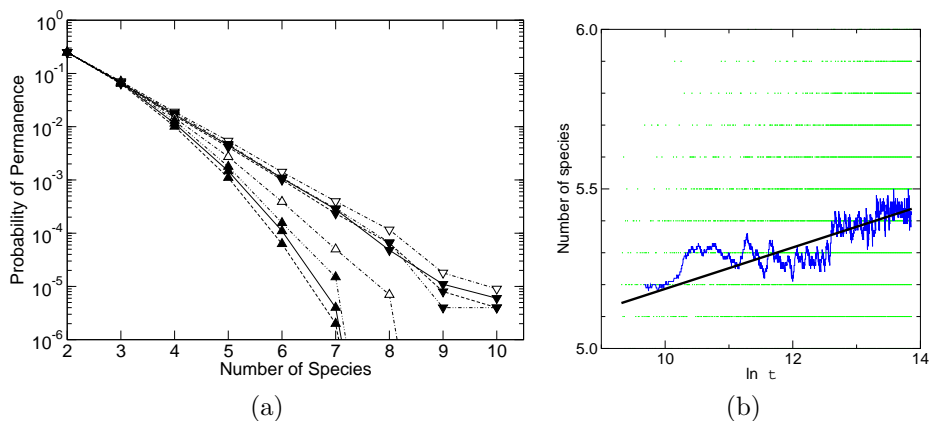 10^0
10^-1
10^-2
10^-3
10^-4
10^-5
10^-6
Probability of Permanence
2 3 4 5 6 7 8 9 10
Number of Species
(a)
6.0
5.5
5.0
Number of species
10 12 14
ln t
(b)